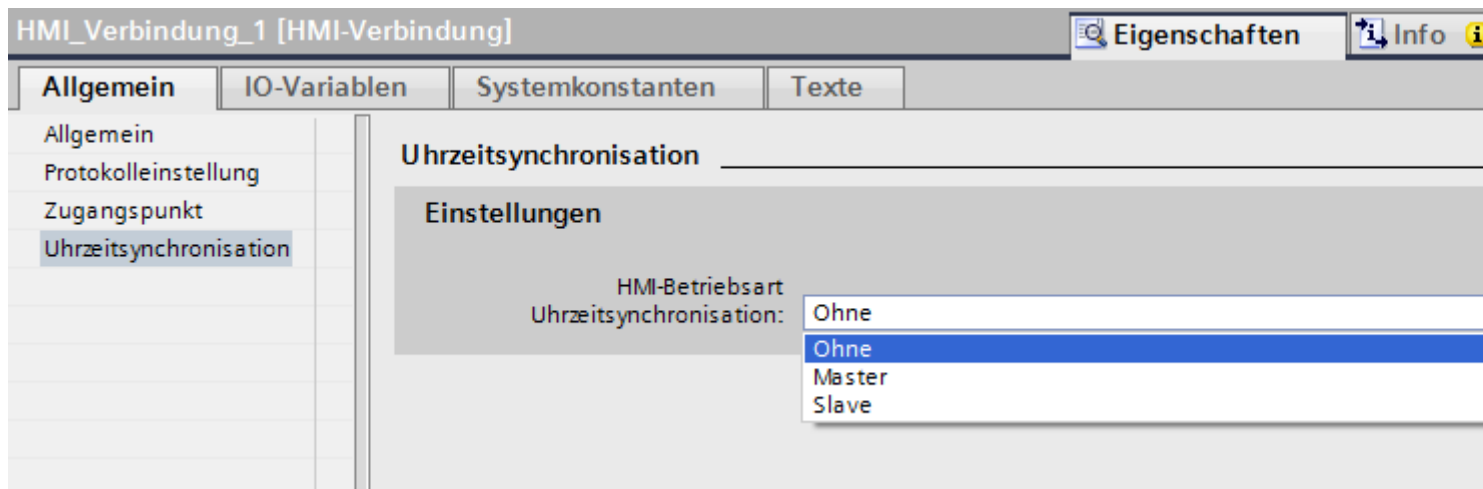 HMI_Verbindung_1 [HMI-Verbindung]
Eigenschaften
Info
Allgemein
IO-Variablen
Systemkonstanten
Texte
Allgemein
Protokolleinstellung
Zugangspunkt
Uhrzeitsynchronisation
Uhrzeitsynchronisation
Einstellungen
HMI-Betriebsart
Uhrzeitsynchronisation:
Ohne
Ohne
Master
Slave